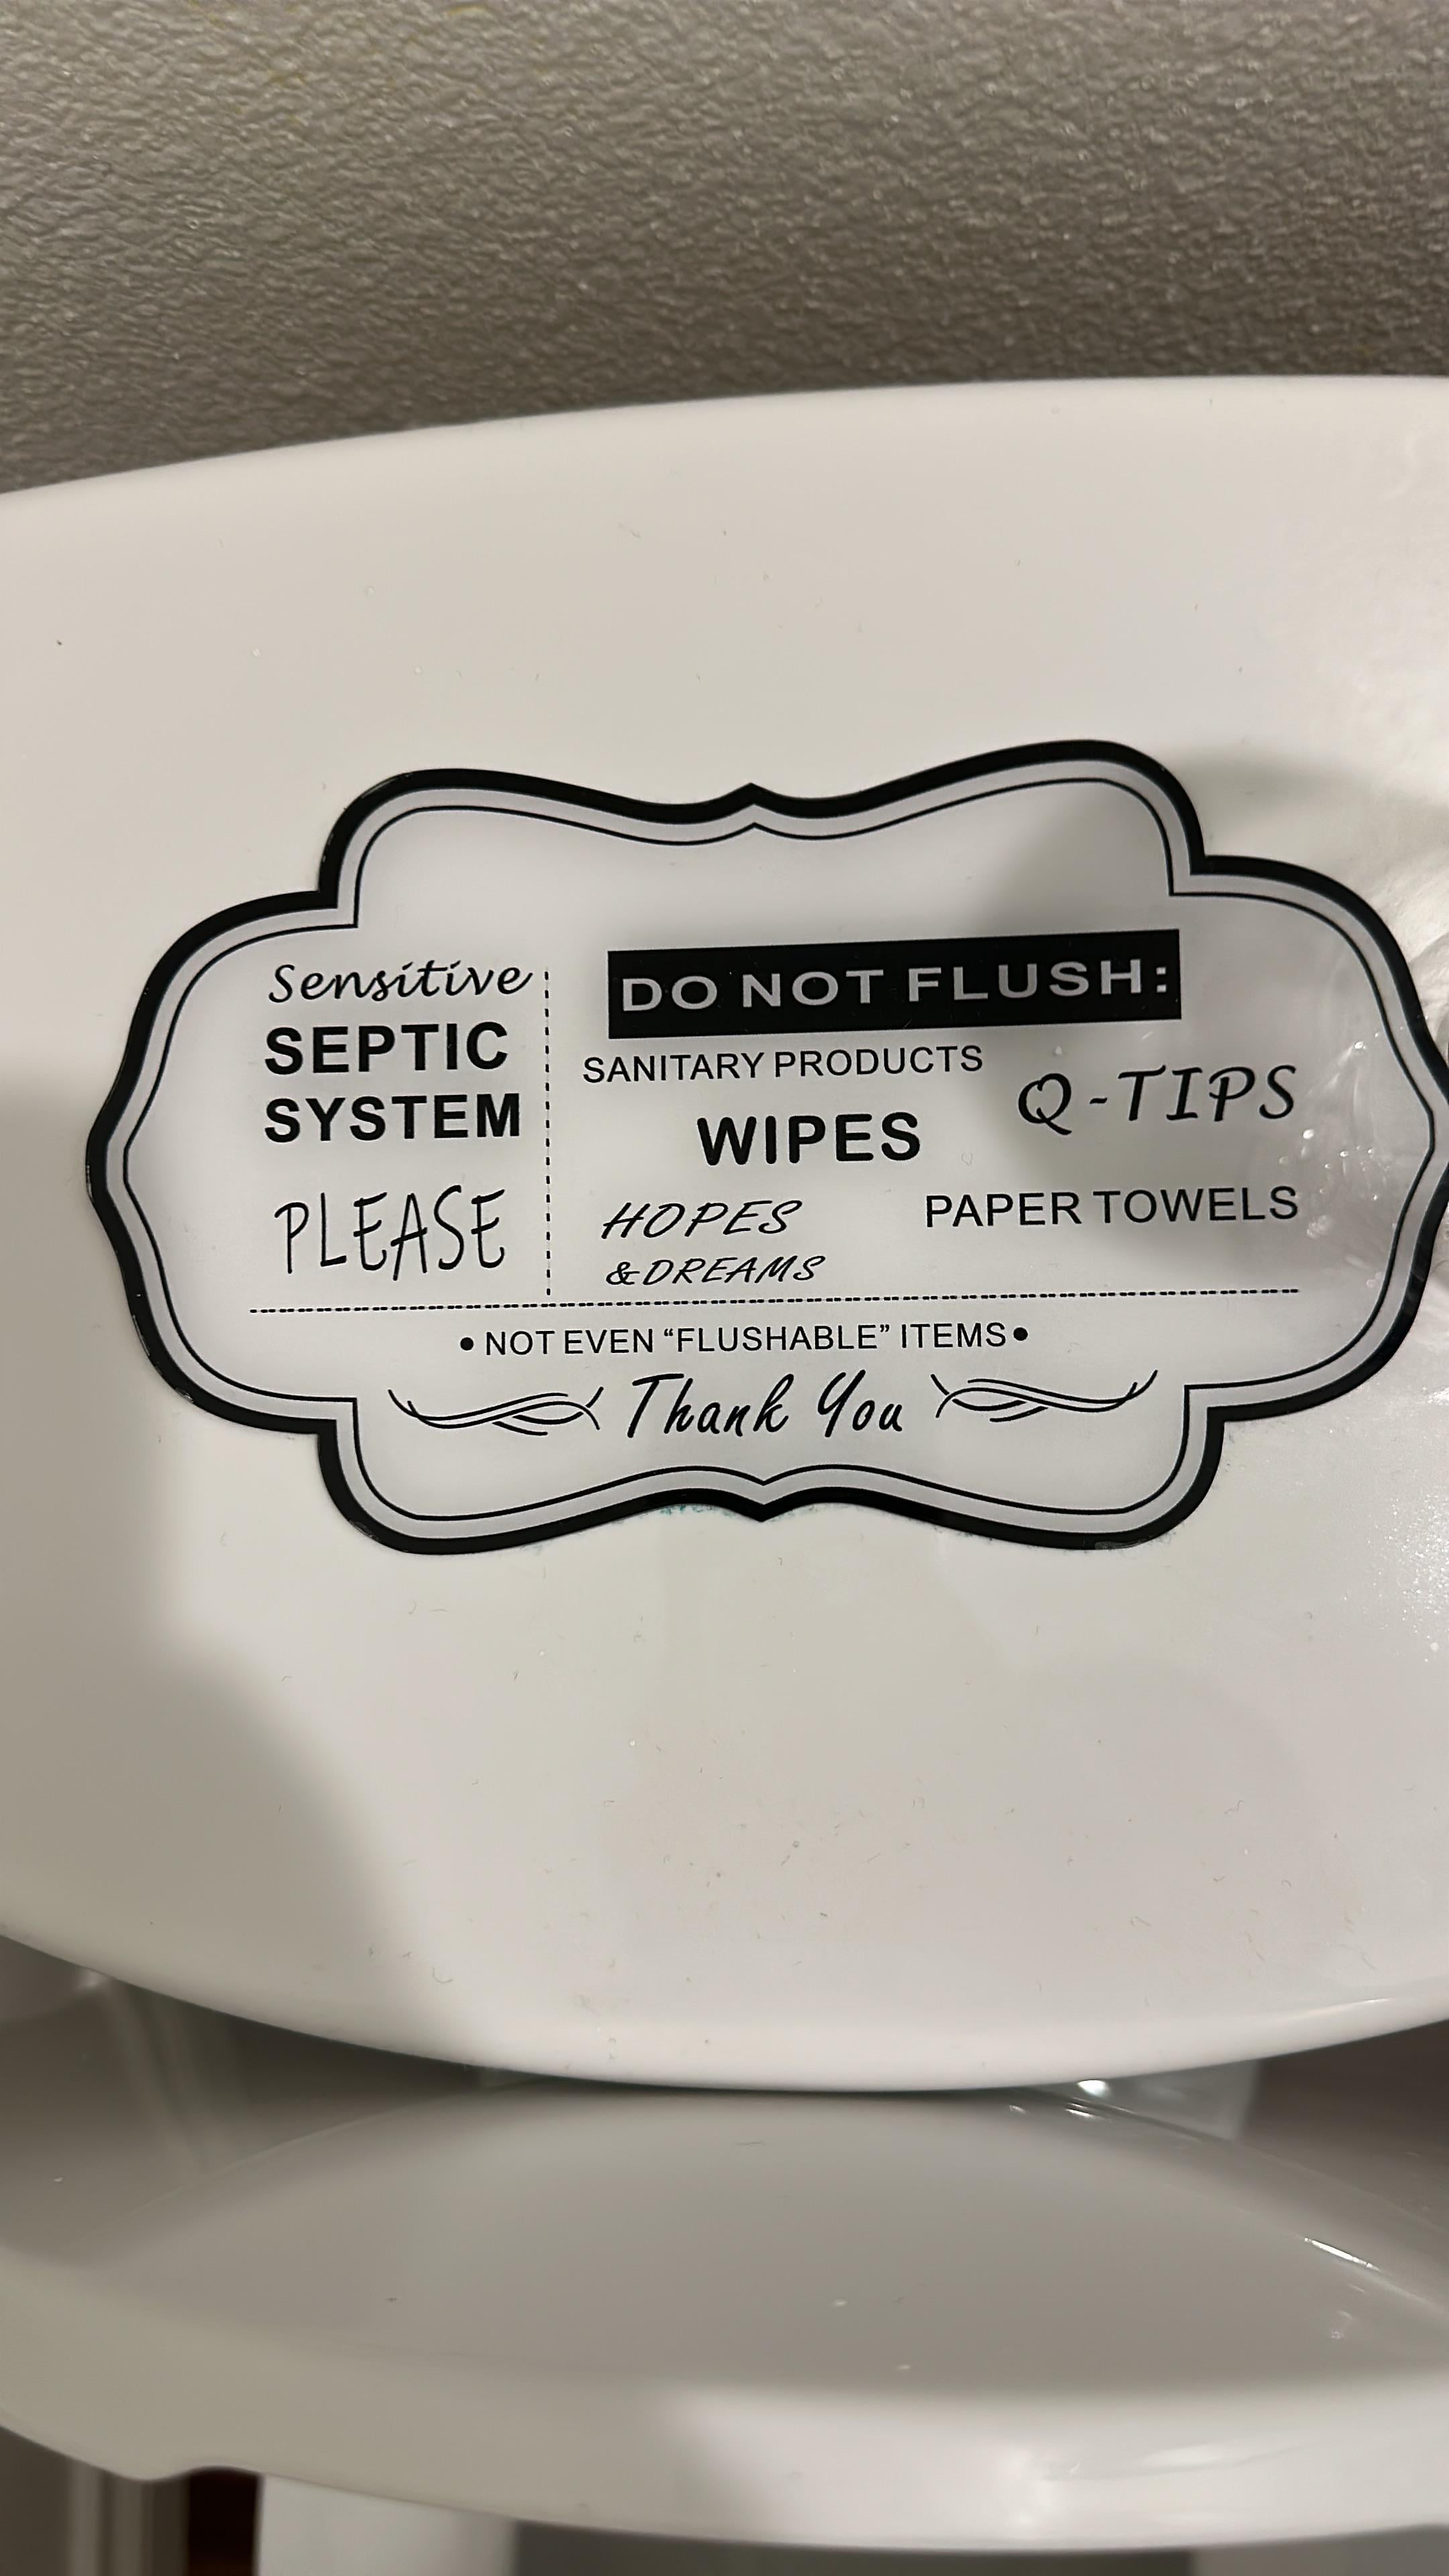 Sensitive
SEPTIC
SYSTEM
PLEASE
DO NOT FLUSH:
SANITARY PRODUCTS
Q-TIPS
WIPES
HOPES
&DREAMS
PAPER TOWELS
• NOT EVEN “FLUSHABLE” ITEMS •
Thank You